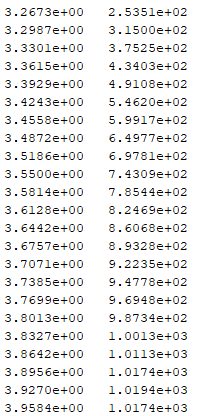 3.2673e+00 2.5351e+02
3.2987e+00 3.1500e+02
3.3301e+00 3.7525e+02
3.3615e+00 4.3403e+02
3.3929e+00 4.9108e+02
3.4243e+00 5.4620e+02
3.4558e+00 5.9917e+02
3.4872e+00 6.4977e+02
3.5186e+00 6.9781e+02
3.5500e+00 7.4309e+02
3.5814e+00 7.8544e+02
3.6128e+00 8.2469e+02
3.6442e+00 8.6068e+02
3.6757e+00 8.9328e+02
3.7071e+00 9.2235e+02
3.7385e+00 9.4778e+02
3.7699e+00 9.6948e+02
3.8013e+00 9.8734e+02
3.8327e+00 1.0013e+03
3.8642e+00 1.0113e+03
3.8956e+00 1.0174e+03
3.9270e+00 1.0194e+03
3.9584e+00 1.0174e+03